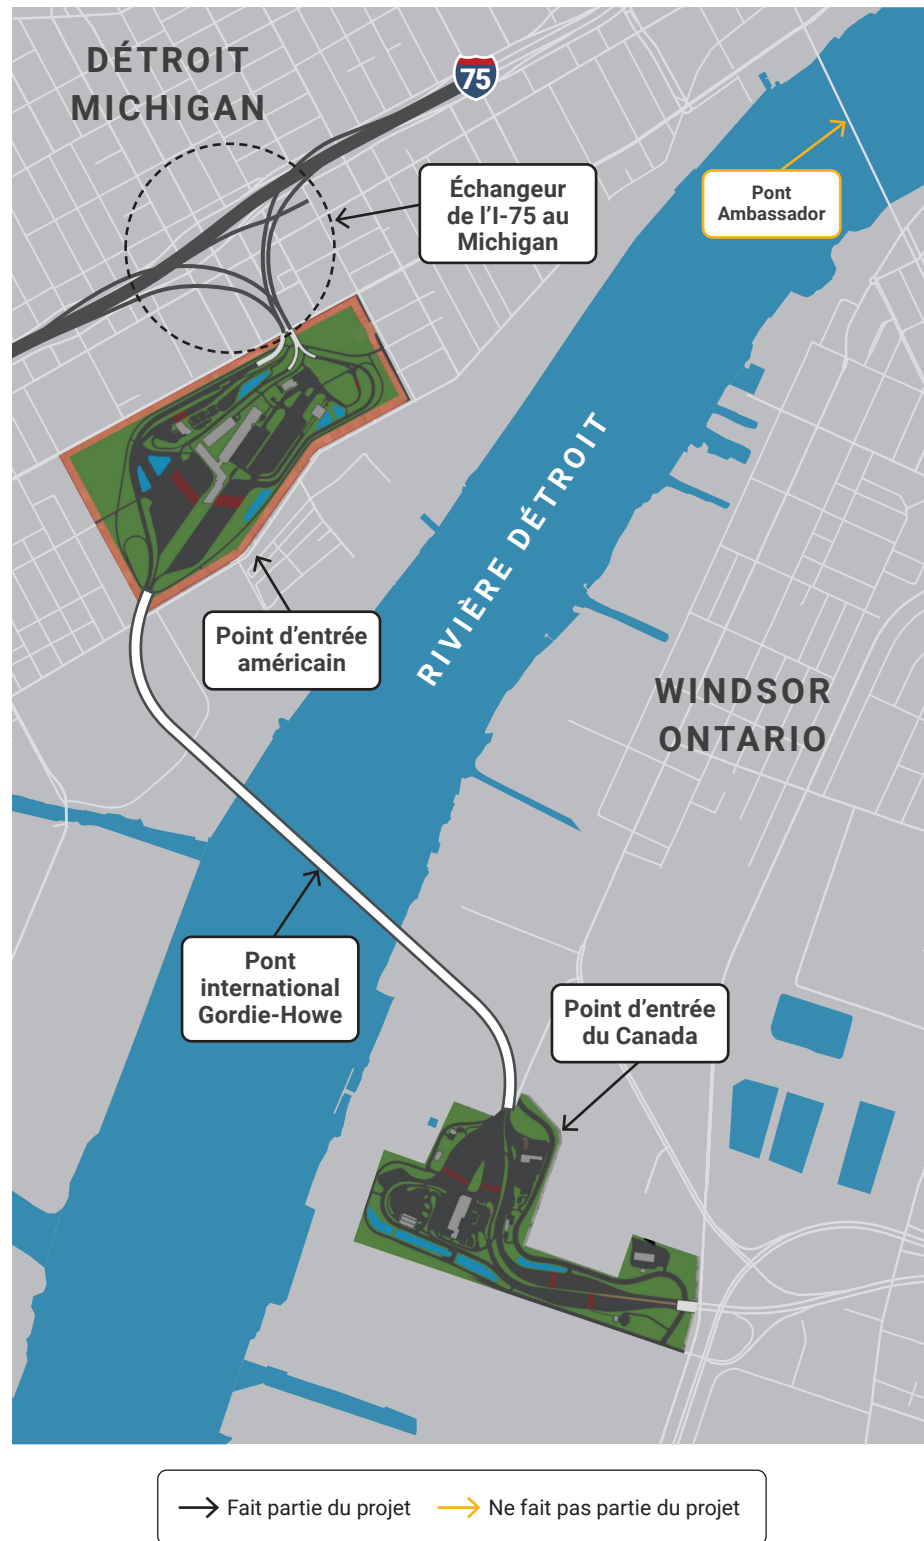 DÉTROIT
MICHIGAN
75
Échangeur
de l'I-75 au
Michigan
Pont
Ambassador
RIVIÈRE DÉTROIT
Point d'entrée
américain
WINDSOR
ONTARIO
Pont
international
Gordie-Howe
Point d'entrée
du Canada
Fait partie du projet
Ne fait pas partie du projet